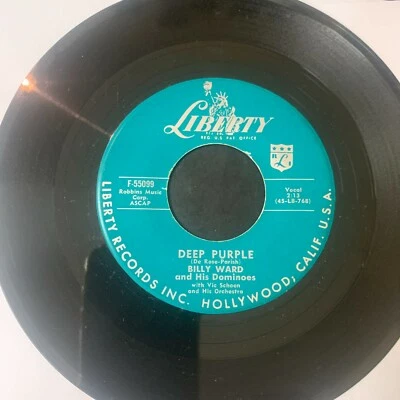 LIBERTY
REG U.S. PAT. OFFICE
F-55099
Robbins Music
Corp.
ASCAP
L
Vocal
2:13
(45-LB-768)
DEEP PURPLE
(De Rose-Parish)
BILLY WARD
and His Dominoes
with Vic Schoen
and His Orchestra
LIBERTY RECORDS INC. HOLLYWOOD, CALIF. U.S.A.